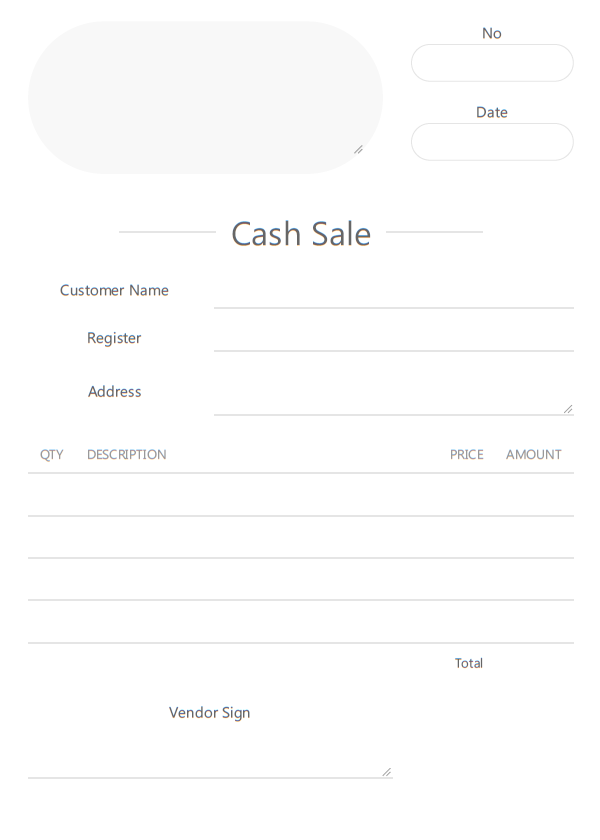 No
Date
Cash Sale
Customer Name
Register
Address
QTY DESCRIPTION PRICE AMOUNT
Total
Vendor Sign